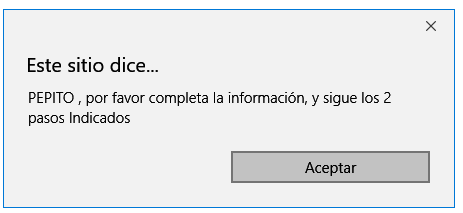 Este sitio dice...
PEPITO , por favor completa la información, y sigue los 2
pasos Indicados
Aceptar